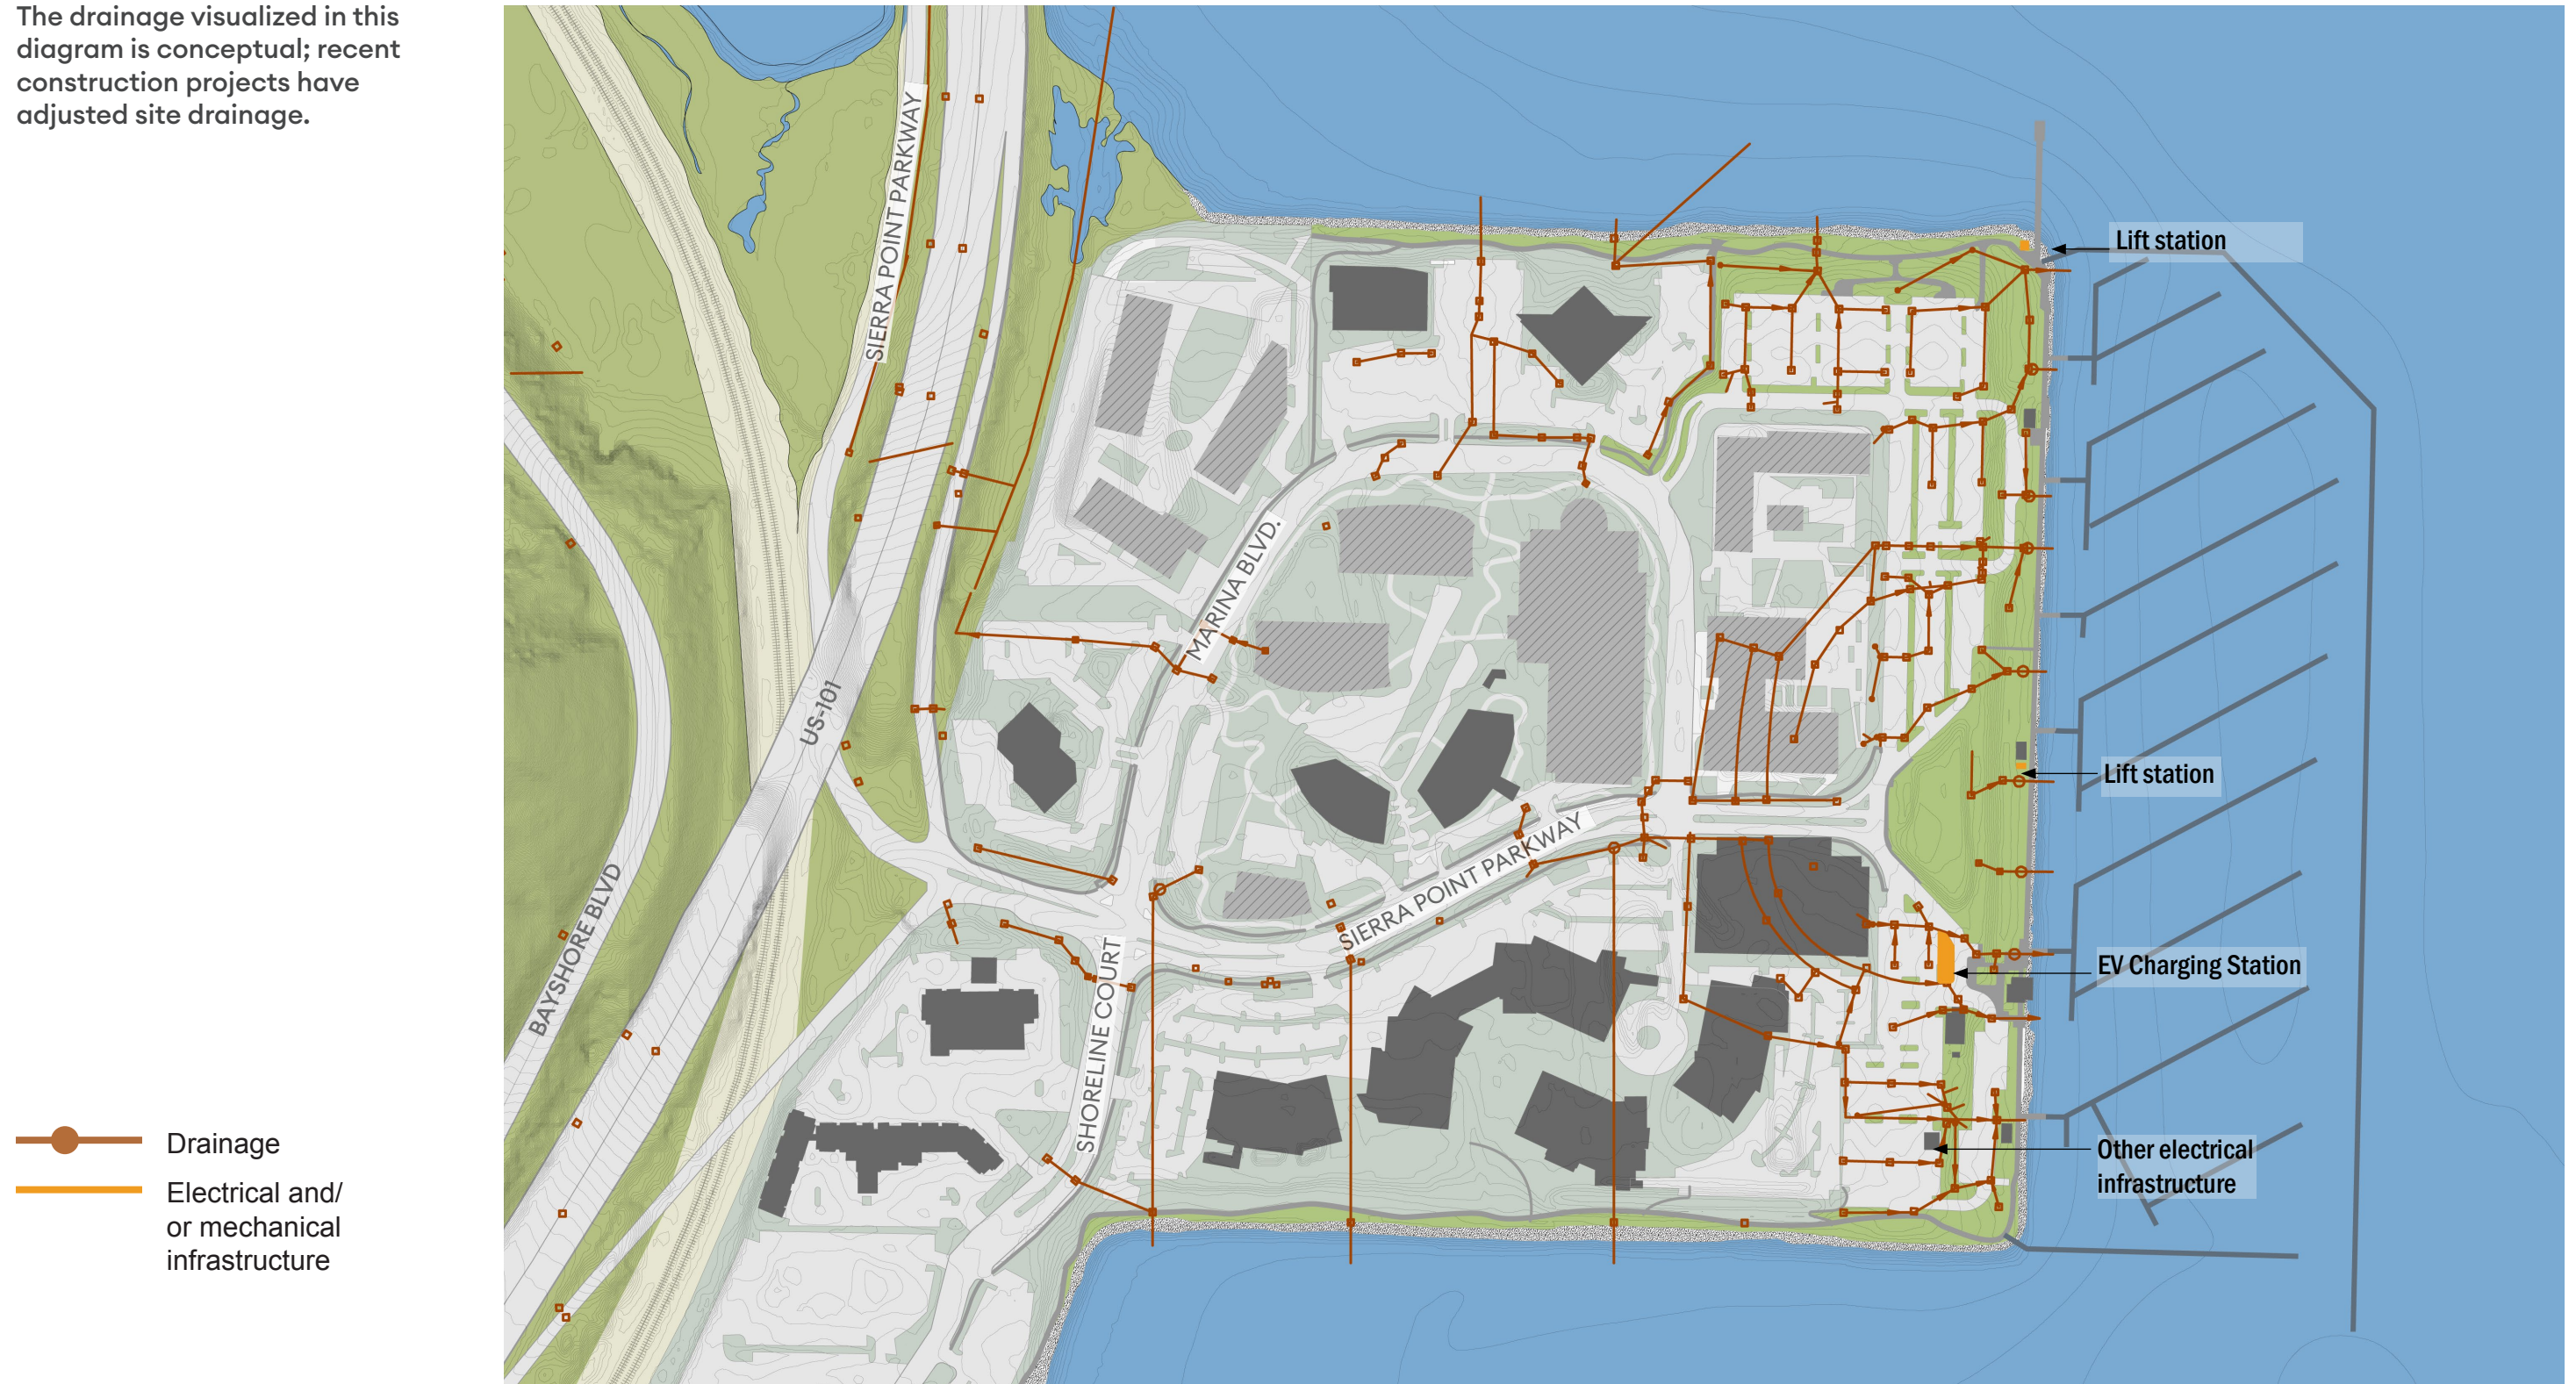 The drainage visualized in this
diagram is conceptual; recent
construction projects have
adjusted site drainage.
SIERRA POINT PARKWAY
Lift station
MARINA BLVD.
US-101
Lift station
SIERRA POINT PARKWAY
BAYSHORE BLVD
SHORELINE COURT
EV Charging Station
Other electrical
infrastructure
Drainage
Electrical and/
or mechanical
infrastructure